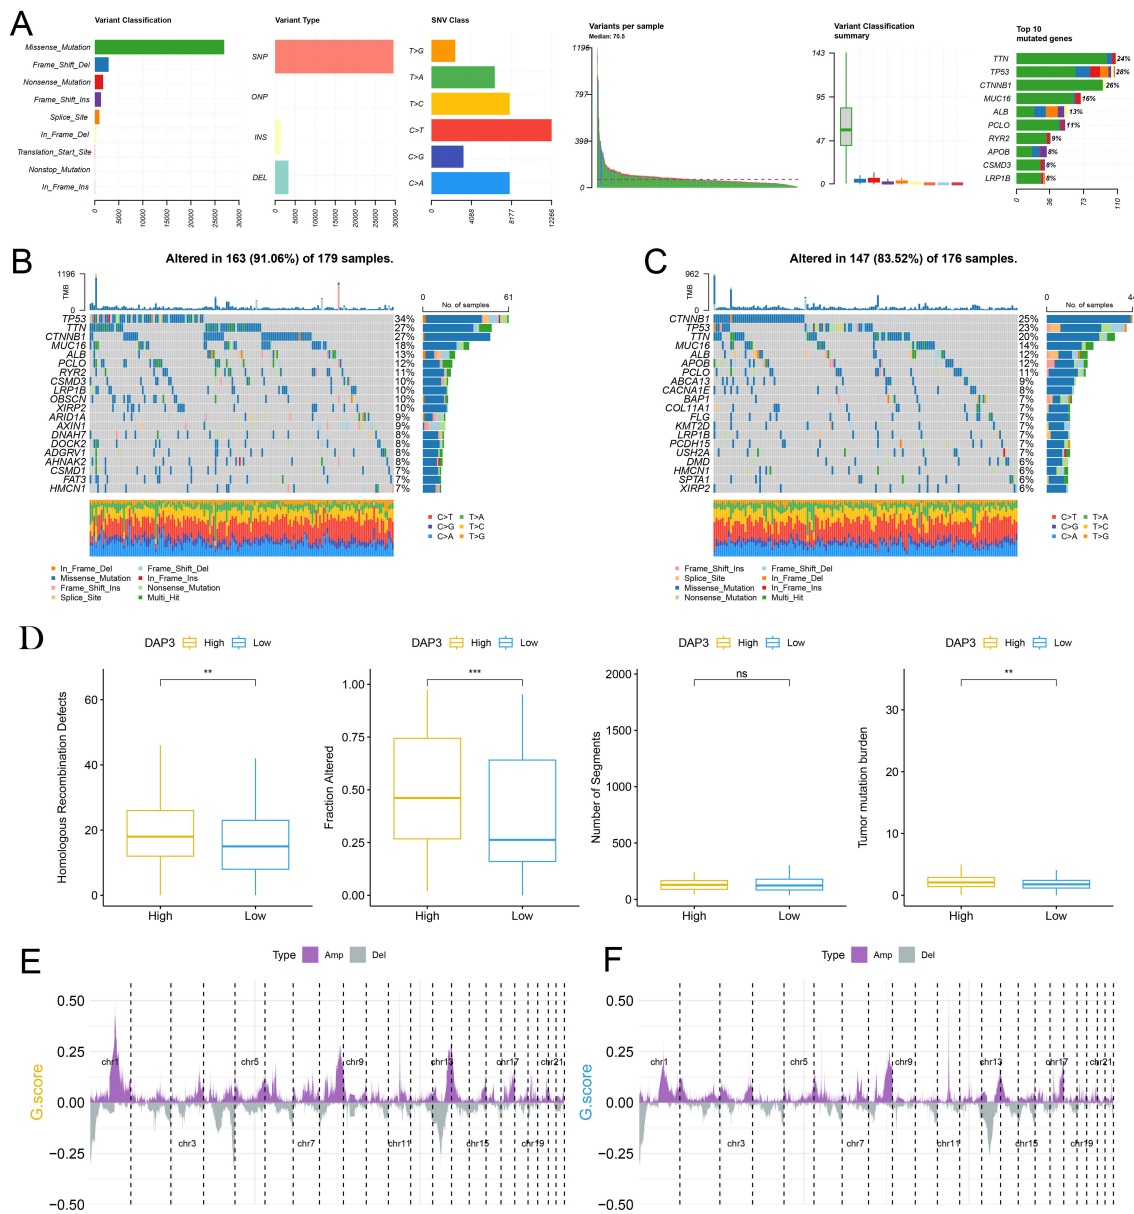 A
Variant Classification
Missense_Mutation
Frame_Shift_Del
Nonsense_Mutation
Frame_Shift_Ins
Splice_Site
In_Frame_Del
Translation_Start_Site
Nonstop_Mutation
In_Frame_Ins
0
5000
10000
15000
20000
25000
30000
Variant Type
SNP
ONP
INS
DEL
0
5000
10000
15000
20000
25000
30000
SNV Class
T>G
T>A
T>C
C>T
C>G
C>A
0
4088
8177
12266
Variants per sample
Median: 70.5
1196
797
398
0
Variant Classification
summary
143
95
47
0
Top 10
mutated genes
TTN 24%
TP53 28%
CTNNB1 26%
MUC16 16%
ALB 13%
PCLO 11%
RYR2 9%
APOB 8%
CSMD3 8%
LRP1B 8%
0
36
73
110
B
Altered in 163 (91.06%) of 179 samples.
1196
TMB
0
0 61
No. of samples
TP53 34%
TTN 27%
CTNNB1 27%
MUC16 18%
ALB 13%
PCLO 12%
RYR2 11%
CSMD3 10%
LRP1B 10%
OBSCN 10%
XIRP2 10%
ARID1A 9%
AXIN1 9%
DNAH7 8%
DOCK2 8%
ADGRV1 8%
AHNAK2 8%
CSMD1 7%
FAT3 7%
HMCN1 7%
C>T T>A
C>G T>C
C>A T>G
In_Frame_Del Frame_Shift_Del
Missense_Mutation In_Frame_Ins
Frame_Shift_Ins Nonsense_Mutation
Splice_Site Multi_Hit
C
Altered in 147 (83.52%) of 176 samples.
962
TMB
0
0 44
No. of samples
CTNNB1 25%
TP53 23%
TTN 20%
MUC16 14%
ALB 12%
APOB 12%
PCLO 11%
ABCA13 9%
CACNA1E 8%
BAP1 7%
COL11A1 7%
FLG 7%
KMT2D 7%
LRP1B 7%
PCDH15 7%
USH2A 7%
DMD 6%
HMCN1 6%
SPTA1 6%
XIRP2 6%
C>T T>A
C>G T>C
C>A T>G
Frame_Shift_Ins Frame_Shift_Del
Splice_Site In_Frame_Del
Missense_Mutation In_Frame_Ins
Nonsense_Mutation Multi_Hit
D
DAP3 High Low
**
Homologous Recombination Defects
60
40
20
0
High Low
DAP3 High Low
***
Fraction Altered
1.00
0.75
0.50
0.25
0.00
High Low
DAP3 High Low
ns
Number of Segments
2000
1500
1000
500
0
High Low
DAP3 High Low
**
Tumor mutation burden
30
20
10
0
High Low
E
Type Amp Del
G.score
0.50
0.25
0.00
−0.25
−0.50
chr1 chr5 chr9 chr13 chr17 chr21
chr3 chr7 chr11 chr15 chr19
F
Type Amp Del
G.score
0.50
0.25
0.00
−0.25
−0.50
chr1 chr5 chr9 chr13 chr17 chr21
chr3 chr7 chr11 chr15 chr19